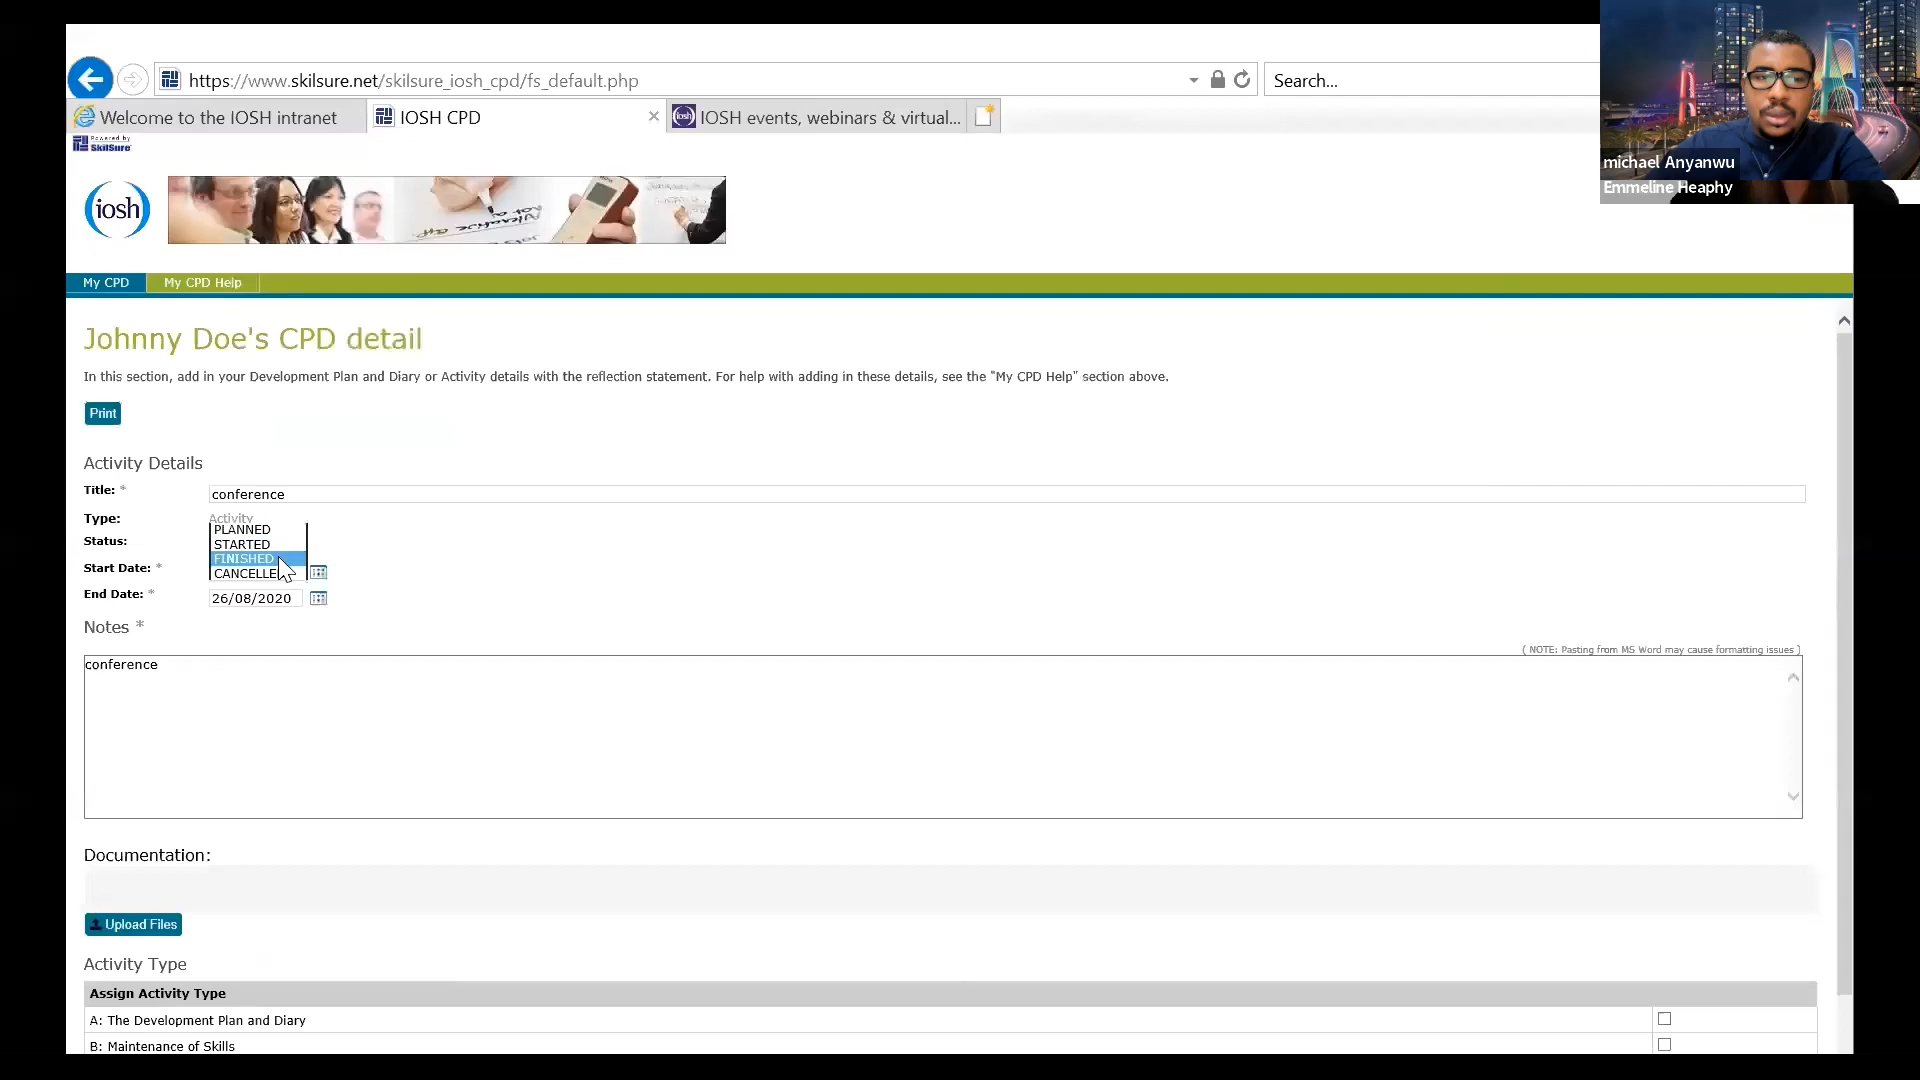 https://www.skilsure.net/skilsure_iosh_cpd/fs_default.php
Search...
michael Anyanwu
Emmeline Heaphy
Welcome to the IOSH intranet
IOSH CPD
IOSH events, webinars & virtual...
Powered by
SkilSure
iosh
My CPD
My CPD Help
Johnny Doe's CPD detail
In this section, add in your Development Plan and Diary or Activity details with the reflection statement. For help with adding in these details, see the "My CPD Help" section above.
Print
Activity Details
Title: *
conference
Type:
Activity
Status:
PLANNED
STARTED
FINISHED
CANCELLE
Start Date: *
End Date: *
26/08/2020
Notes *
( NOTE: Pasting from MS Word may cause formatting issues )
conference
Documentation:
Upload Files
Activity Type
Assign Activity Type
A: The Development Plan and Diary
B: Maintenance of Skills